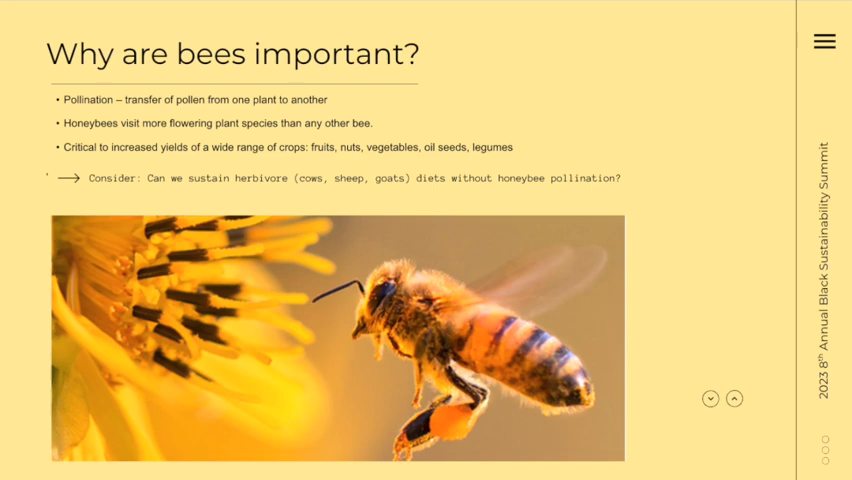 Why are bees important?
• Pollination – transfer of pollen from one plant to another
• Honeybees visit more flowering plant species than any other bee.
• Critical to increased yields of a wide range of crops: fruits, nuts, vegetables, oil seeds, legumes
Consider: Can we sustain herbivore (cows, sheep, goats) diets without honeybee pollination?
2023 8th Annual Black Sustainability Summit